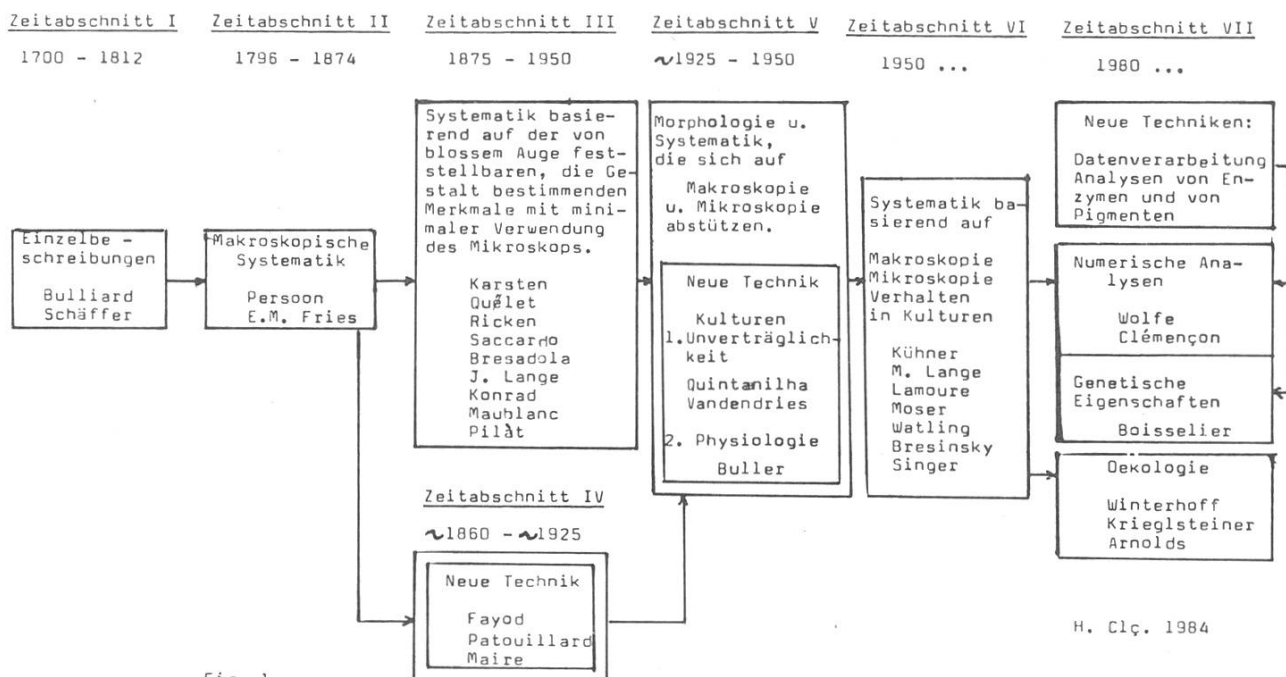 Zeitabschnitt I
1700 - 1812
Einzelbe -
schreibungen
Bulliard
Schäffer
Zeitabschnitt II
1796 - 1874
Makroskopische
Systematik
Persoon
E.M. Fries
Zeitabschnitt III
1875 - 1950
Systematik basie-
rend auf der von
blossem Auge fest-
stellbaren, die Ge-
stalt bestimmenden
Merkmale mit mini-
maler Verwendung
des Mikroskops.
Karsten
Quélet
Ricken
Saccardo
Bresadola
J. Lange
Konrad
Maublanc
Pilàt
Zeitabschnitt IV
~1860 - ~1925
Neue Technik
Fayod
Patouillard
Maire
Zeitabschnitt V
~1925 - 1950
Morphologie u.
Systematik,
die sich auf
Makroskopie
u. Mikroskopie
abstützen.
Neue Technik
Kulturen
1.Unverträglich-
keit
Quintanilha
Vandendries
2. Physiologie
Buller
Zeitabschnitt VI
1950 ...
Systematik ba-
sierend auf
Makroskopie
Mikroskopie
Verhalten
in Kulturen
Kühner
M. Lange
Lamoure
Moser
Watling
Bresinsky
Singer
Zeitabschnitt VII
1980 ...
Neue Techniken:
Datenverarbeitung
Analysen von En-
zymen und von
Pigmenten
Numerische Ana-
lysen
Wolfe
Clémençon
Genetische
Eigenschaften
Boisselier
Oekologie
Winterhoff
Krieglsteiner
Arnolds
H. Clç. 1984